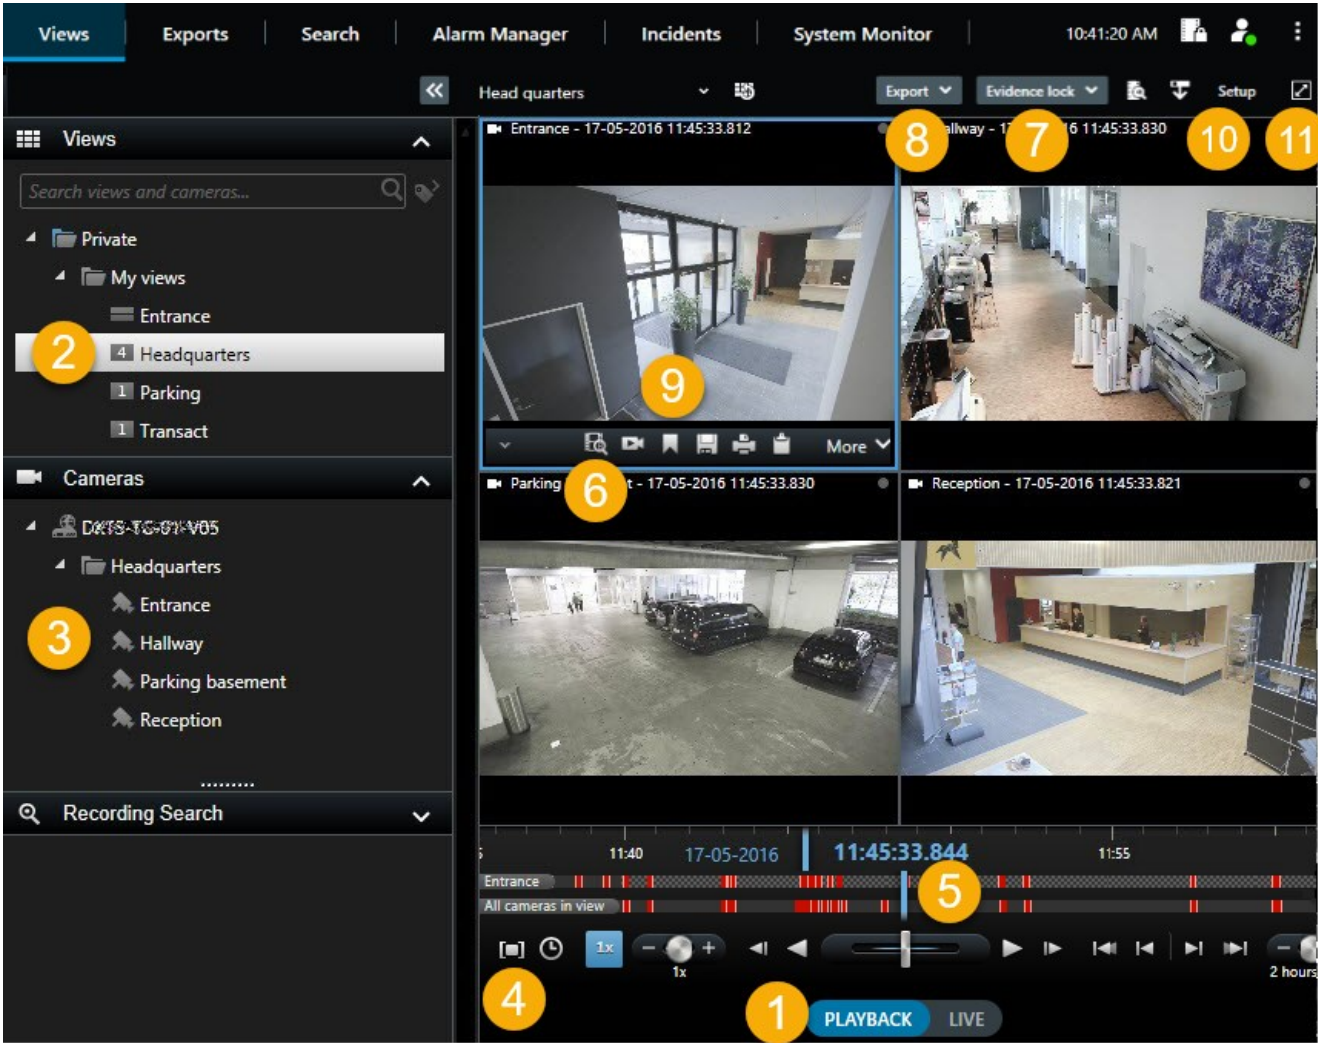 Views Exports Search Alarm Manager Incidents System Monitor 10:41:20 AM
Head quarters Export Evidence lock Setup
Views
Search views and cameras...
Private
My views
Entrance
2 4 Headquarters
1 Parking
1 Transact
Cameras
Headquarters
3
Entrance
Hallway
Parking basement
Reception
Recording Search
Entrance - 17-05-2016 11:45:33.812
8 allway - 1 7 6 11:45:33.830 10 11
9
More
Parking 6 t - 17-05-2016 11:45:33.830
Reception - 17-05-2016 11:45:33.821
11:40 17-05-2016 11:45:33.844 11:55
Entrance
All cameras in view
5
1x
1x
2 hours
4
1 PLAYBACK LIVE